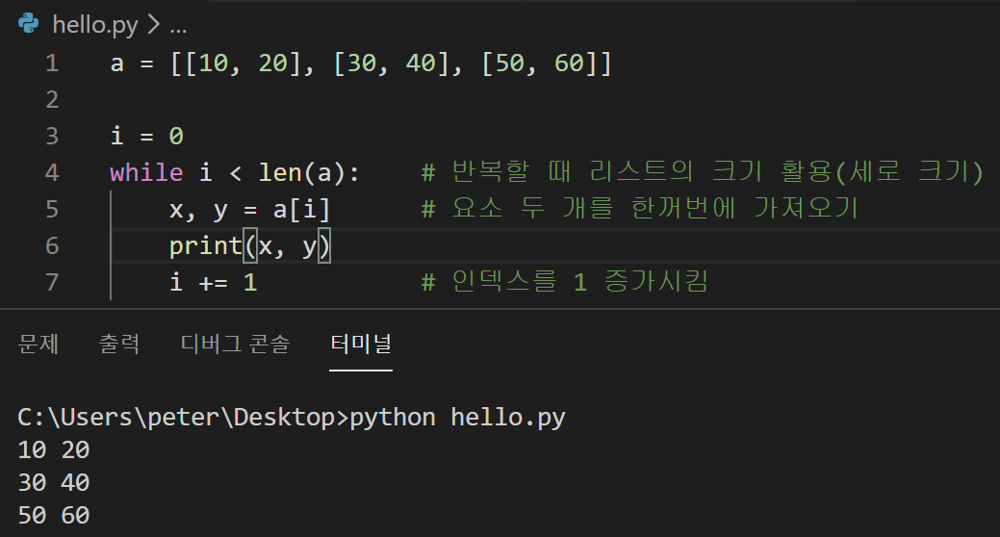 hello.py > ...
1 a = [[10, 20], [30, 40], [50, 60]]
2
3 i = 0
4 while i < len(a):    # 반복할 때 리스트의 크기 활용(세로 크기)
5     x, y = a[i]      # 요소 두 개를 한꺼번에 가져오기
6     print(x, y)
7     i += 1           # 인덱스를 1 증가시킴
문제 출력 디버그 콘솔 터미널
C:\Users\peter\Desktop>python hello.py
10 20
30 40
50 60